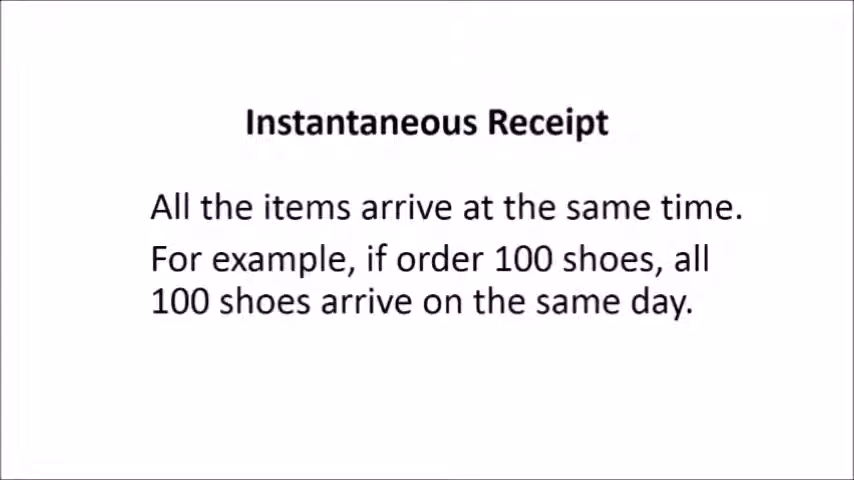 Instantaneous Receipt
All the items arrive at the same time.
For example, if order 100 shoes, all
100 shoes arrive on the same day.